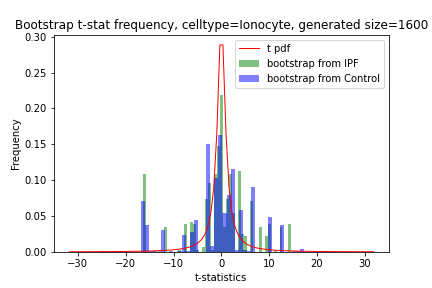 Bootstrap t-stat frequency, celltype=Ionocyte, generated size=1600
0.30
0.25
0.20
0.15
0.10
0.05
0.00
Frequency
t pdf
bootstrap from IPF
bootstrap from Control
−30 −20 −10 0 10 20 30
t-statistics